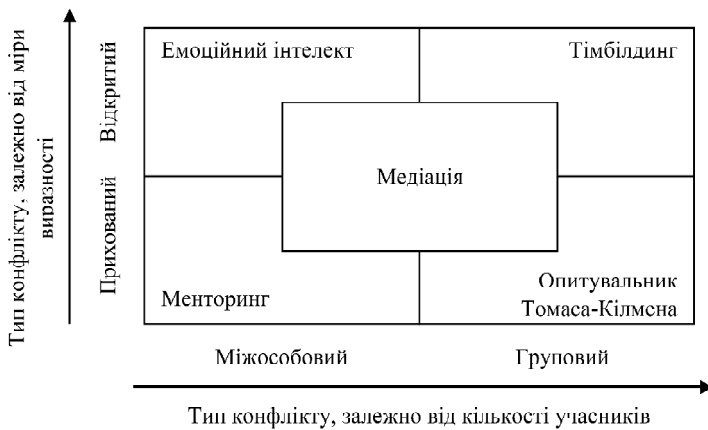 Тип конфлікту, залежно від міри
виразності
Відкритий
Прихований
Емоційний інтелект
Тімбілдинг
Медіація
Менторинг
Опитувальник
Томаса-Кілмена
Міжособовий
Груповий
Тип конфлікту, залежно від кількості учасників